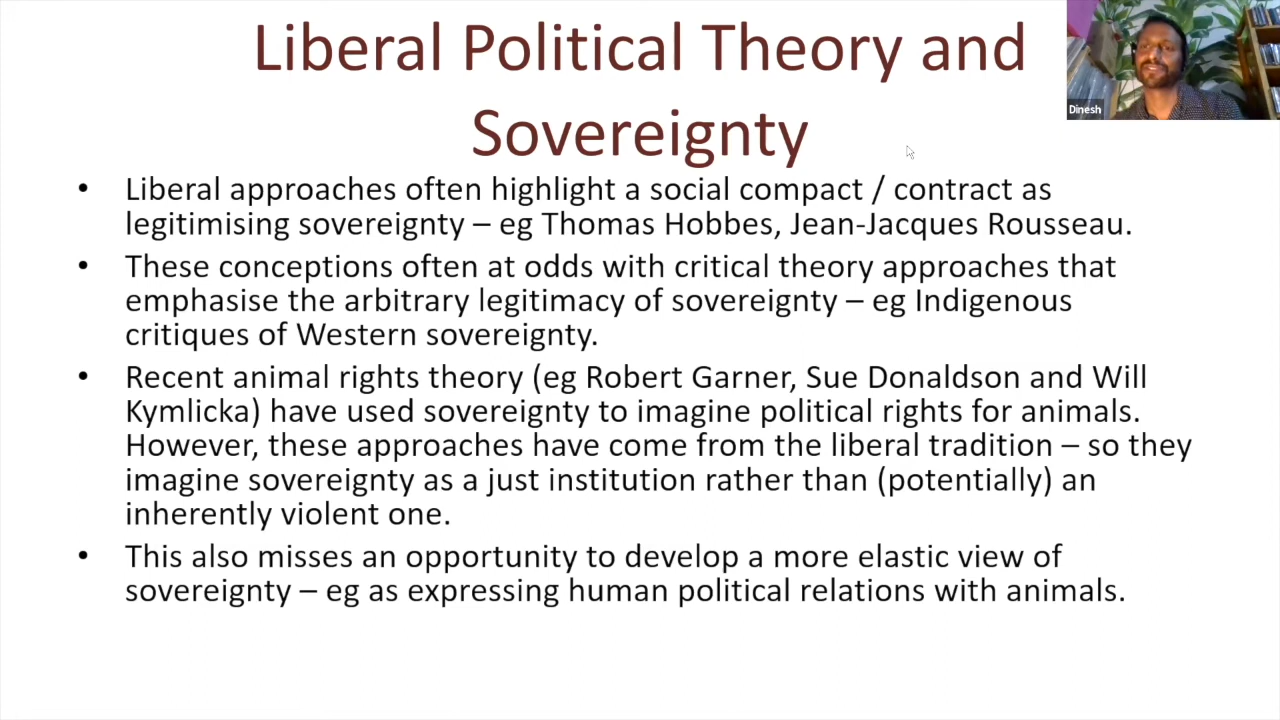 Liberal Political Theory and
Sovereignty
Dinesh
• Liberal approaches often highlight a social compact / contract as
legitimising sovereignty – eg Thomas Hobbes, Jean-Jacques Rousseau.
• These conceptions often at odds with critical theory approaches that
emphasise the arbitrary legitimacy of sovereignty – eg Indigenous
critiques of Western sovereignty.
• Recent animal rights theory (eg Robert Garner, Sue Donaldson and Will
Kymlicka) have used sovereignty to imagine political rights for animals.
However, these approaches have come from the liberal tradition – so they
imagine sovereignty as a just institution rather than (potentially) an
inherently violent one.
• This also misses an opportunity to develop a more elastic view of
sovereignty – eg as expressing human political relations with animals.